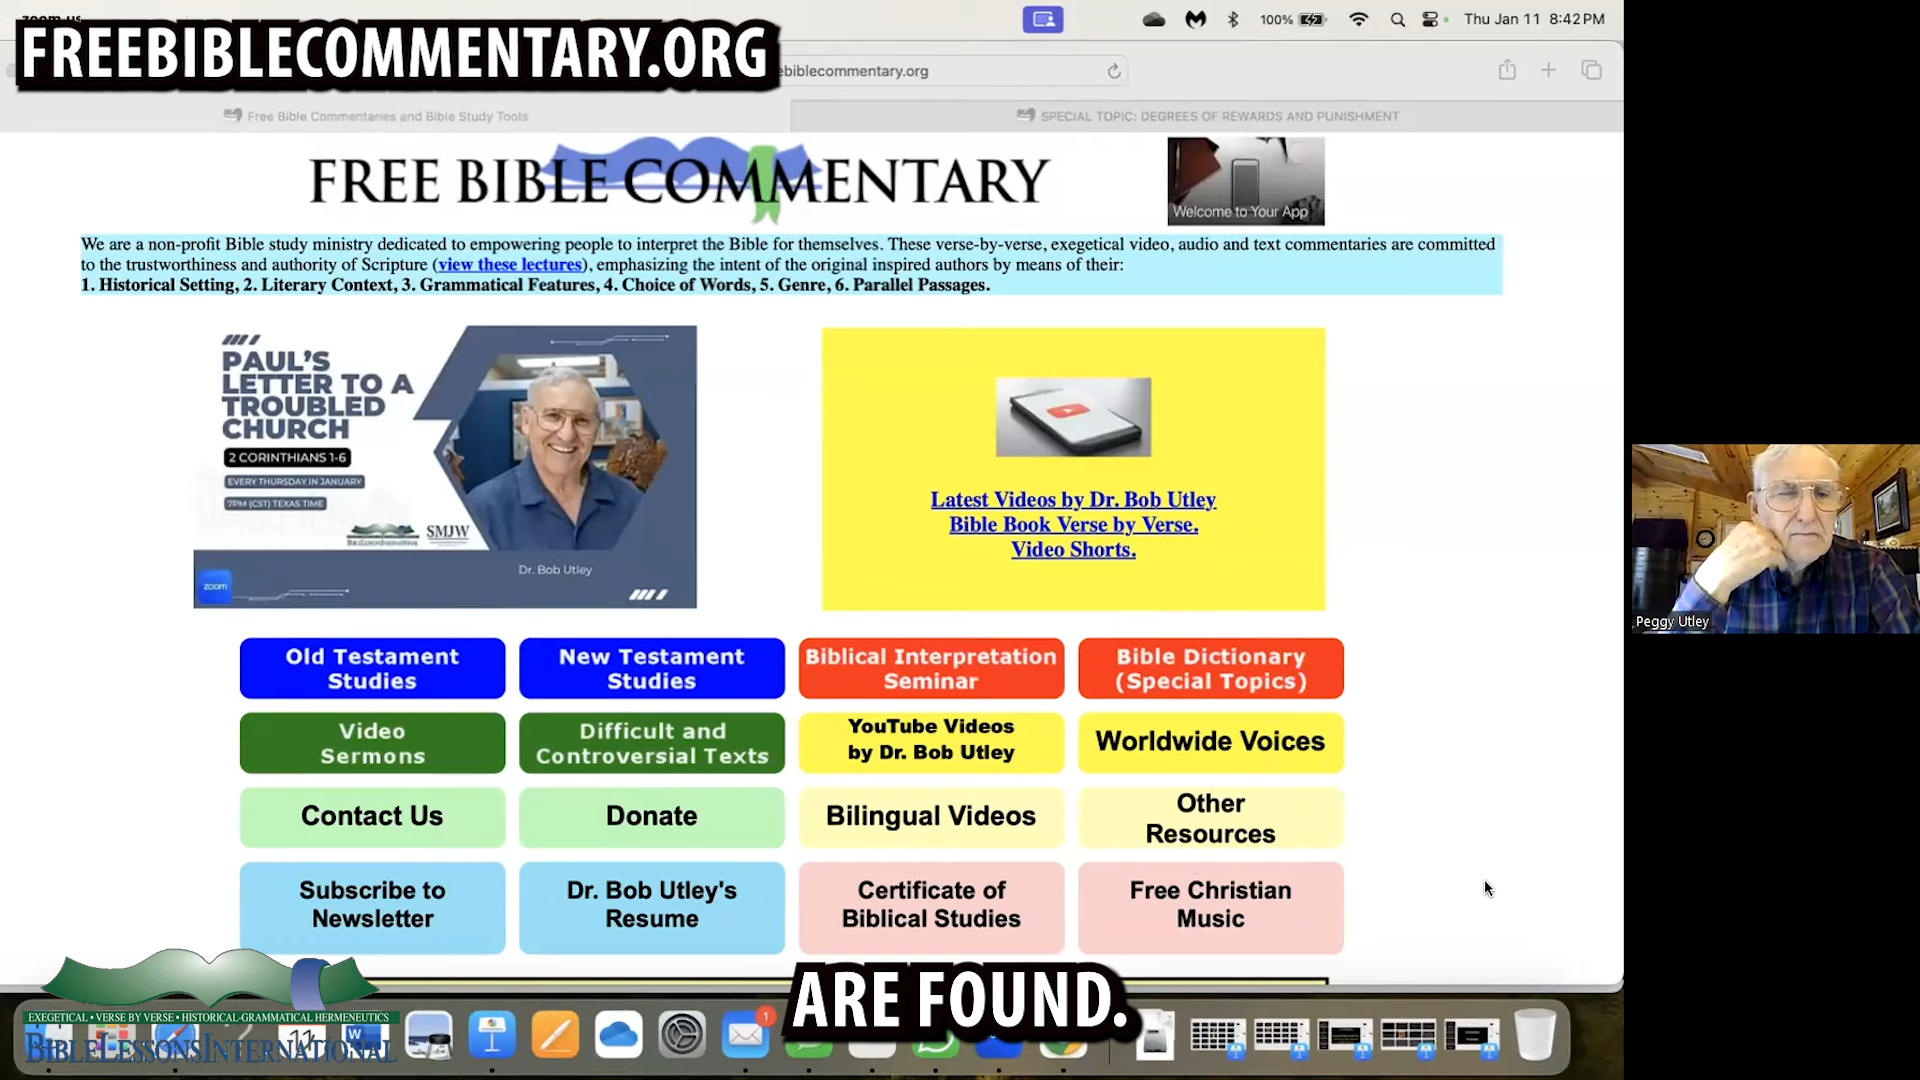 FREEBIBLECOMMENTARY.ORG
100%
Thu Jan 11 8:42PM
ebiblecommentary.org
Free Bible Commentaries and Bible Study Tools
SPECIAL TOPIC: DEGREES OF REWARDS AND PUNISHMENT
FREE BIBLE COMMENTARY
Welcome to Your App
We are a non-profit Bible study ministry dedicated to empowering people to interpret the Bible for themselves. These verse-by-verse, exegetical video, audio and text commentaries are committed
to the trustworthiness and authority of Scripture (view these lectures), emphasizing the intent of the original inspired authors by means of their:
1. Historical Setting, 2. Literary Context, 3. Grammatical Features, 4. Choice of Words, 5. Genre, 6. Parallel Passages.
PAUL'S
LETTER TO A
TROUBLED
CHURCH
2 CORINTHIANS 1-6
EVERY THURSDAY IN JANUARY
7PM (CST) TEXAS TIME
BIBLELESSONSINTERNATIONAL
SMJW
Dr. Bob Utley
zoom
Latest Videos by Dr. Bob Utley
Bible Book Verse by Verse.
Video Shorts.
Peggy Utley
Old Testament
Studies
New Testament
Studies
Biblical Interpretation
Seminar
Bible Dictionary
(Special Topics)
Video
Sermons
Difficult and
Controversial Texts
YouTube Videos
by Dr. Bob Utley
Worldwide Voices
Contact Us
Donate
Bilingual Videos
Other
Resources
Subscribe to
Newsletter
Dr. Bob Utley's
Resume
Certificate of
Biblical Studies
Free Christian
Music
ARE FOUND.
EXEGETICAL • VERSE BY VERSE • HISTORICAL-GRAMMATICAL HERMENEUTICS
BIBLELESSONSINTERNATIONAL
W
1